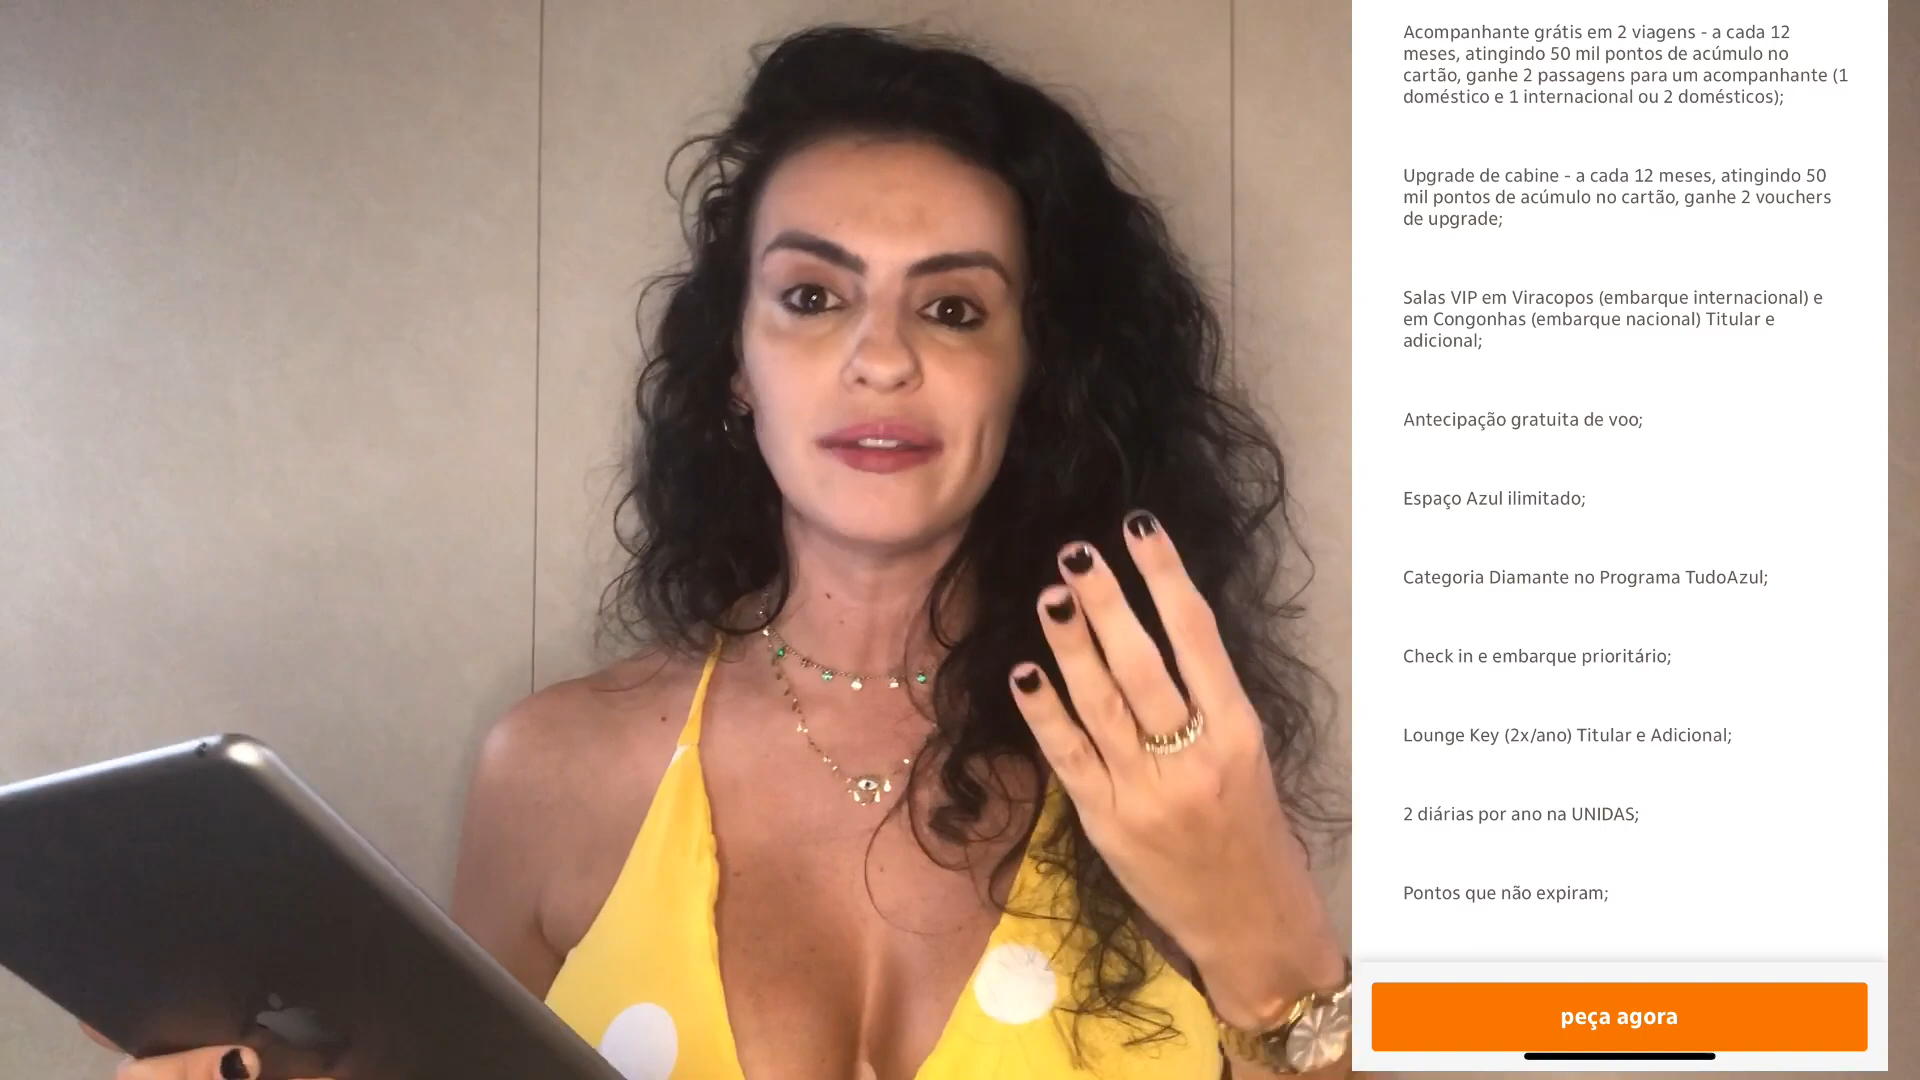 Acompanhante grátis em 2 viagens - a cada 12
meses, atingindo 50 mil pontos de acúmulo no
cartão, ganhe 2 passagens para um acompanhante (1
doméstico e 1 internacional ou 2 domésticos);
Upgrade de cabine - a cada 12 meses, atingindo 50
mil pontos de acúmulo no cartão, ganhe 2 vouchers
de upgrade;
Salas VIP em Viracopos (embarque internacional) e
em Congonhas (embarque nacional) Titular e
adicional;
Antecipação gratuita de voo;
Espaço Azul ilimitado;
Categoria Diamante no Programa TudoAzul;
Check in e embarque prioritário;
Lounge Key (2x/ano) Titular e Adicional;
2 diárias por ano na UNIDAS;
Pontos que não expiram;
peça agora